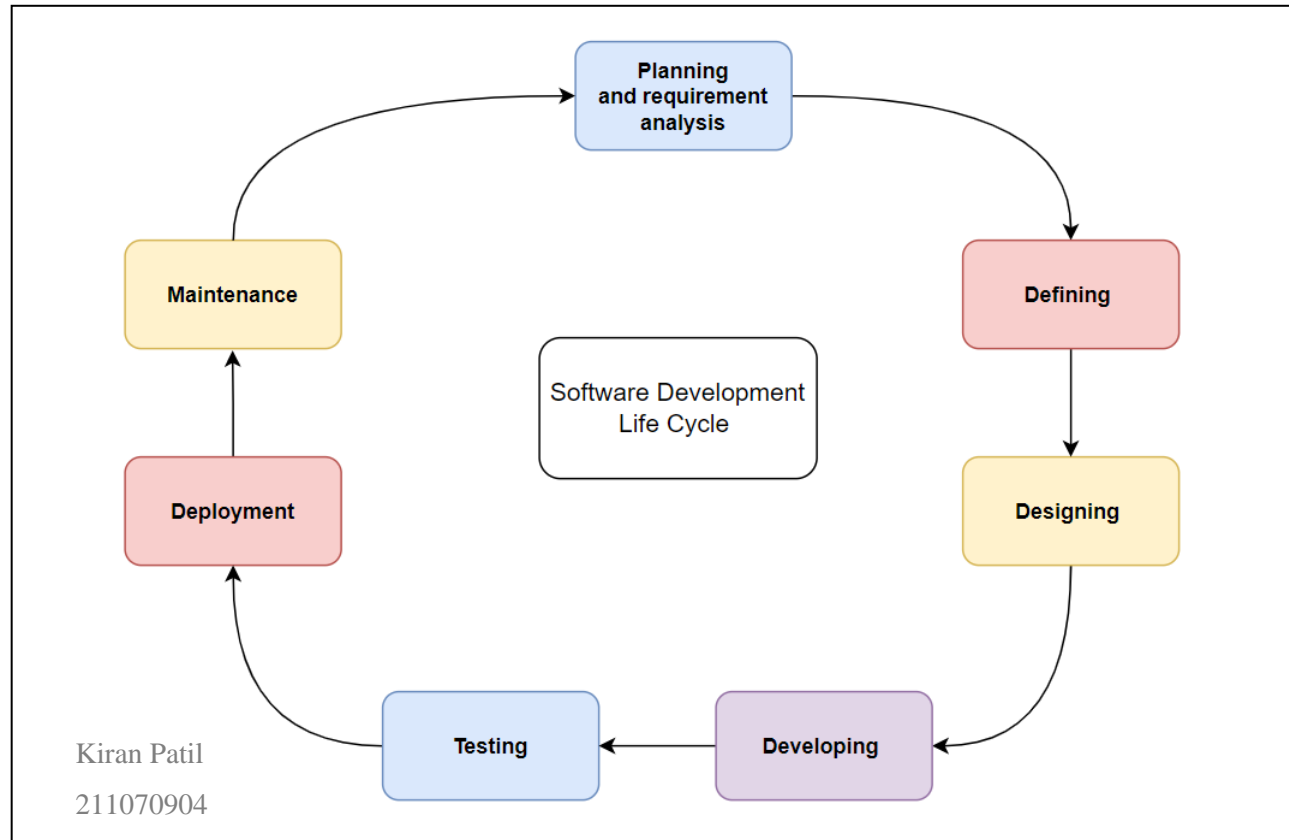 Planning
and requirement
analysis
Maintenance
Defining
Software Development
Life Cycle
Deployment
Designing
Testing
Developing
Kiran Patil
211070904